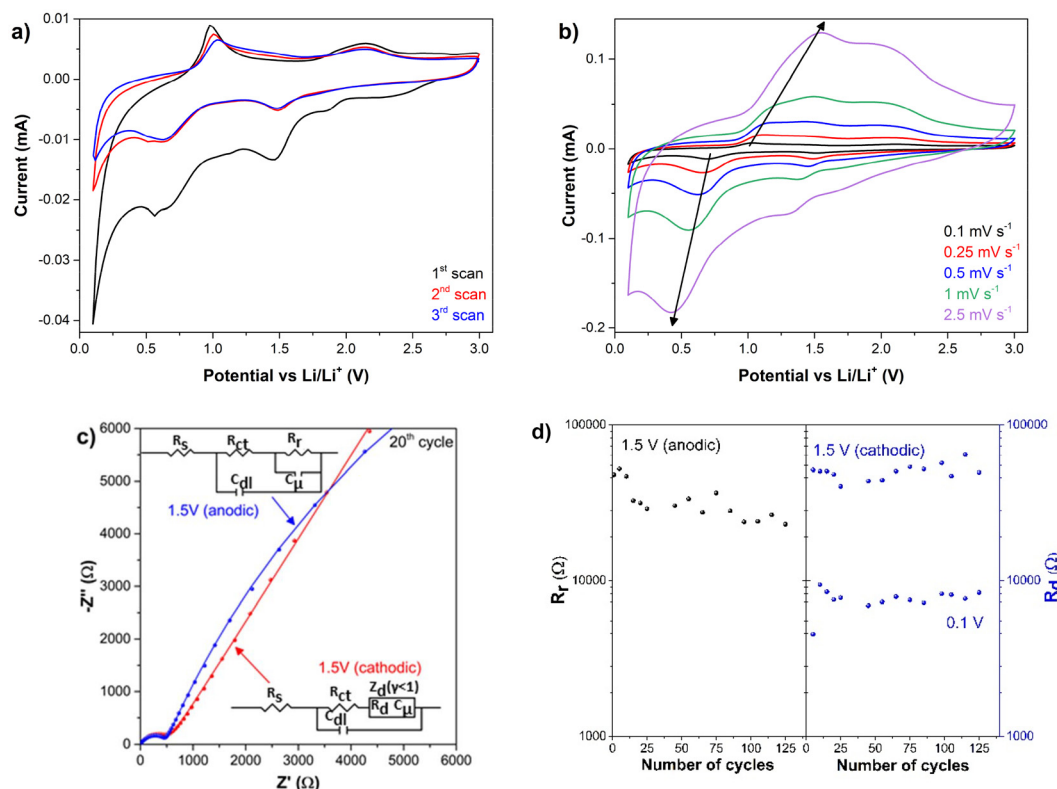 a)
0.01
0.00
-0.01
-0.02
-0.03
-0.04
Current (mA)
0.0 0.5 1.0 1.5 2.0 2.5 3.0
Potential vs Li/Li⁺ (V)
1ˢᵗ scan
2ⁿᵈ scan
3ʳᵈ scan
b)
0.1
0.0
-0.1
-0.2
Current (mA)
0.0 0.5 1.0 1.5 2.0 2.5 3.0
Potential vs Li/Li⁺ (V)
0.1 mV s⁻¹
0.25 mV s⁻¹
0.5 mV s⁻¹
1 mV s⁻¹
2.5 mV s⁻¹
c)
20ᵗʰ cycle
6000
5000
4000
3000
2000
1000
0
-Z'' (Ω)
Rs Rct Rr
Cdl Cμ
1.5V (anodic)
1.5V (cathodic)
Rs Rct Zd(γ<1)
Rd Cμ
Cdl
0 1000 2000 3000 4000 5000 6000
Z' (Ω)
d)
100000
10000
1000
Rr (Ω)
1.5 V (anodic)
0 25 50 75 100 125
Number of cycles
1.5 V (cathodic)
0.1 V
0 25 50 75 100 125
Number of cycles
100000
10000
1000
Rd (Ω)